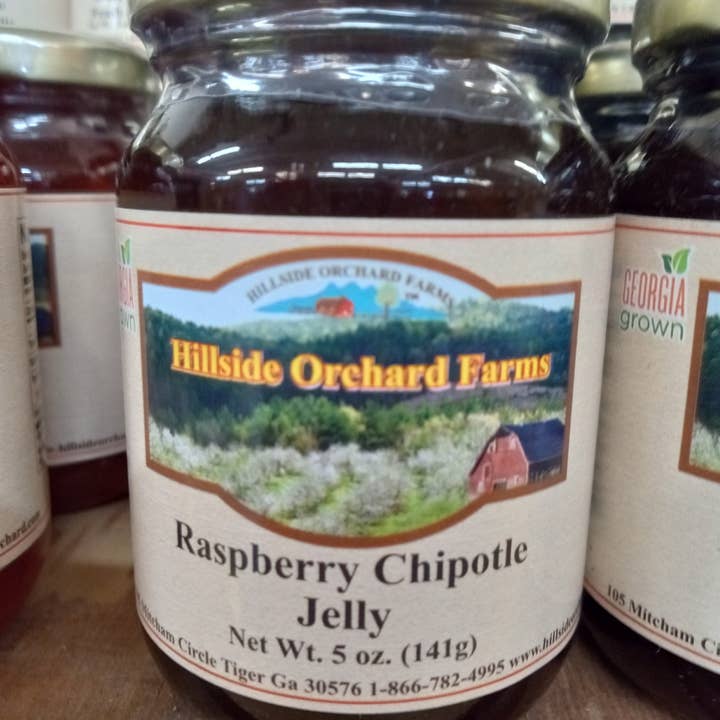 HILLSIDE ORCHARD FARMS
Hillside Orchard Farms
Raspberry Chipotle
Jelly
Net Wt. 5 oz. (141g)
Mitcham Circle Tiger Ga 30576 1-866-782-4995 www.hillside
GEORGIA
grown
105 Mitcham